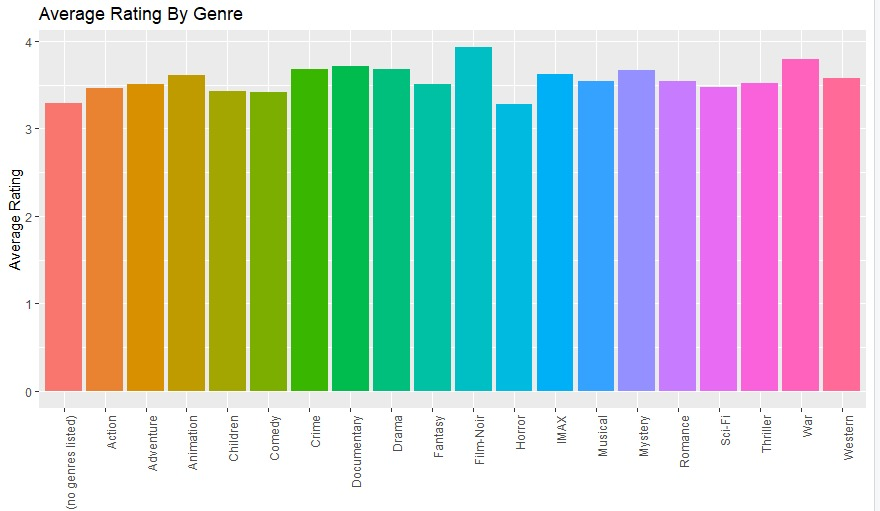 Average Rating By Genre
Average Rating
4
3
2
1
0
(no genres listed)
Action
Adventure
Animation
Children
Comedy
Crime
Documentary
Drama
Fantasy
Film-Noir
Horror
IMAX
Musical
Mystery
Romance
Sci-Fi
Thriller
War
Western